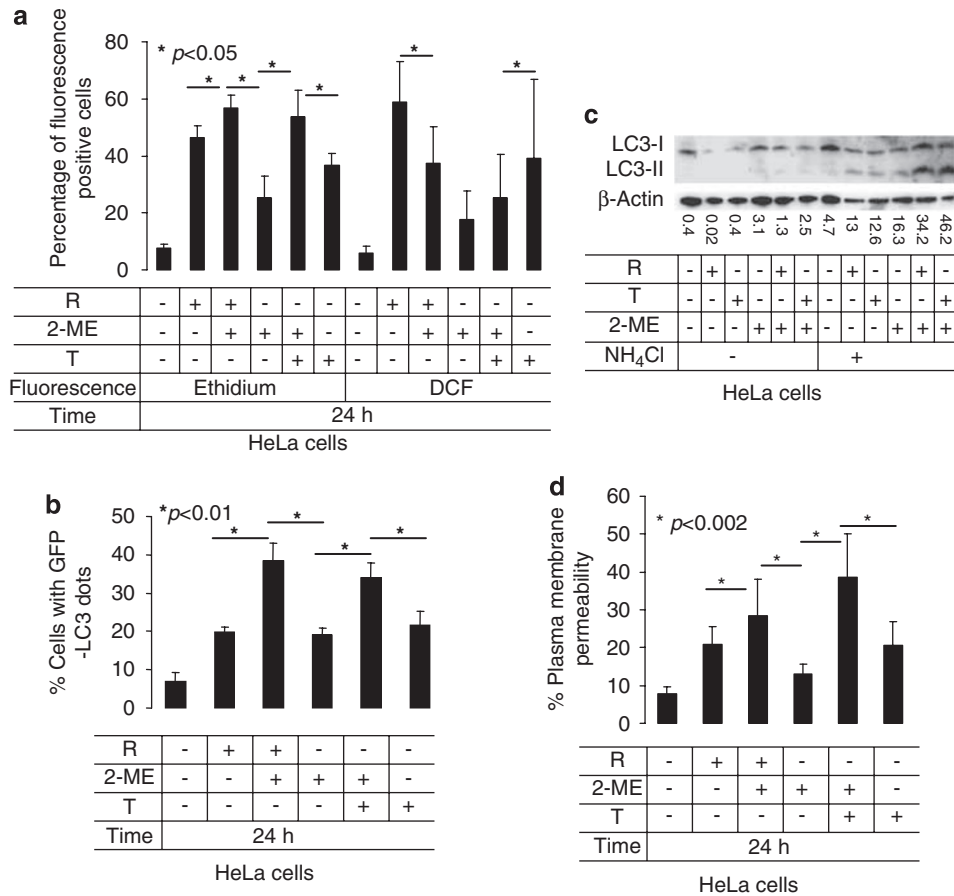 a
* p<0.05
Percentage of fluorescence
positive cells
80
60
40
20
0
* * * * * *
R - + + - - - - + + - - -
2-ME - - + + + - - - + + + -
T - - - - + + - - - - + +
Fluorescence Ethidium DCF
Time 24 h
HeLa cells
b
*p<0.01
% Cells with GFP
-LC3 dots
50
40
30
20
10
0
* * * *
R - + + - - -
2-ME - - + + + -
T - - - - + +
Time 24 h
HeLa cells
c
LC3-I
LC3-II
β-Actin
0.4 0.02 0.4 3.1 1.3 2.5 4.7 13 12.6 16.3 34.2 46.2
R - + - - + - - + - - + -
T - - + - - + - - + - - +
2-ME - - - + + + - - - + + +
NH4Cl - +
HeLa cells
d
* p<0.002
% Plasma membrane
permeability
60
50
40
30
20
10
0
* * * *
R - + + - - -
2-ME - - + + + -
T - - - - + +
Time 24 h
HeLa cells